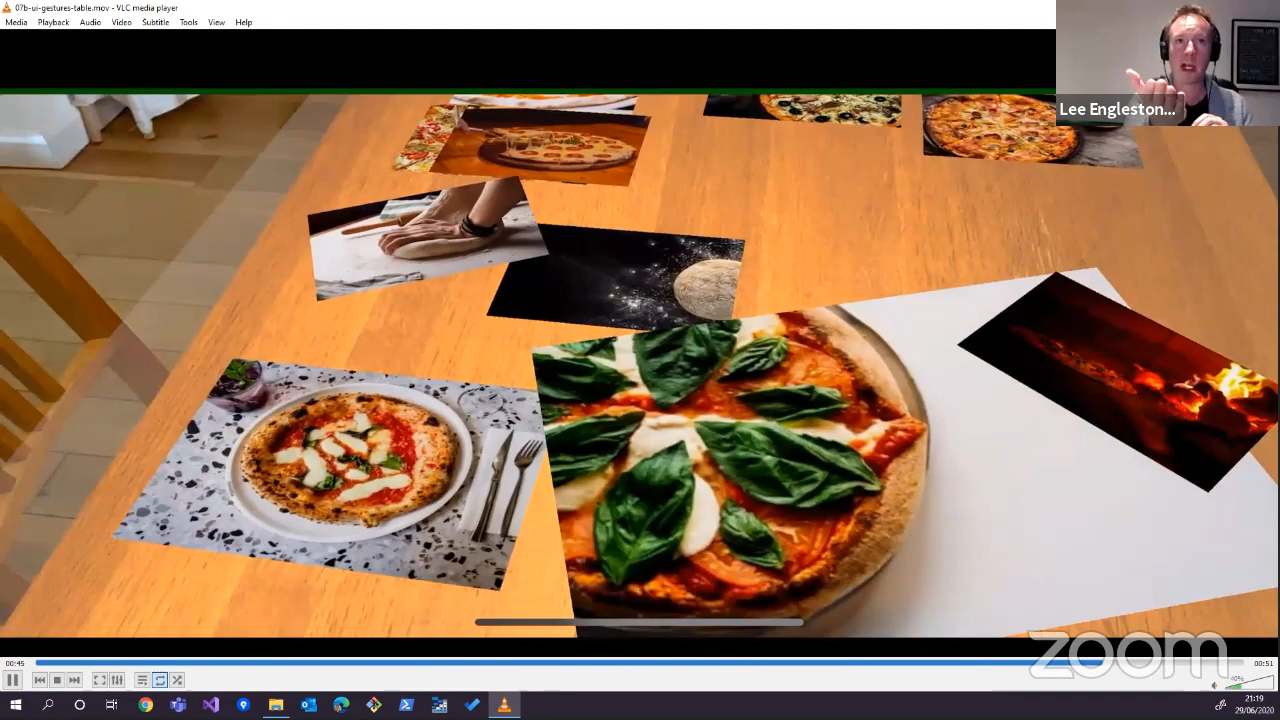 07b-ui-gestures-table.mov - VLC media player
Media Playback Audio Video Subtitle Tools View Help
Lee Engleston...
zoom
00:45
00:51
40%
21:19
29/06/2020